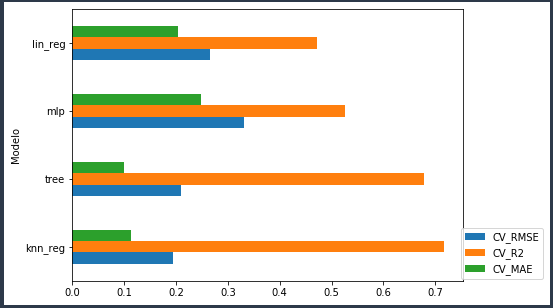 lin_reg
mlp
tree
knn_reg
Modelo
0.0 0.1 0.2 0.3 0.4 0.5 0.6 0.7
CV_RMSE
CV_R2
CV_MAE